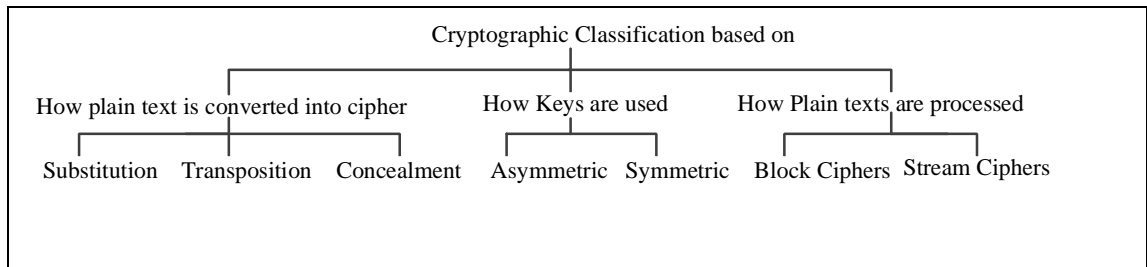 Cryptographic Classification based on
How plain text is converted into cipher
How Keys are used
How Plain texts are processed
Substitution
Transposition
Concealment
Asymmetric
Symmetric
Block Ciphers
Stream Ciphers